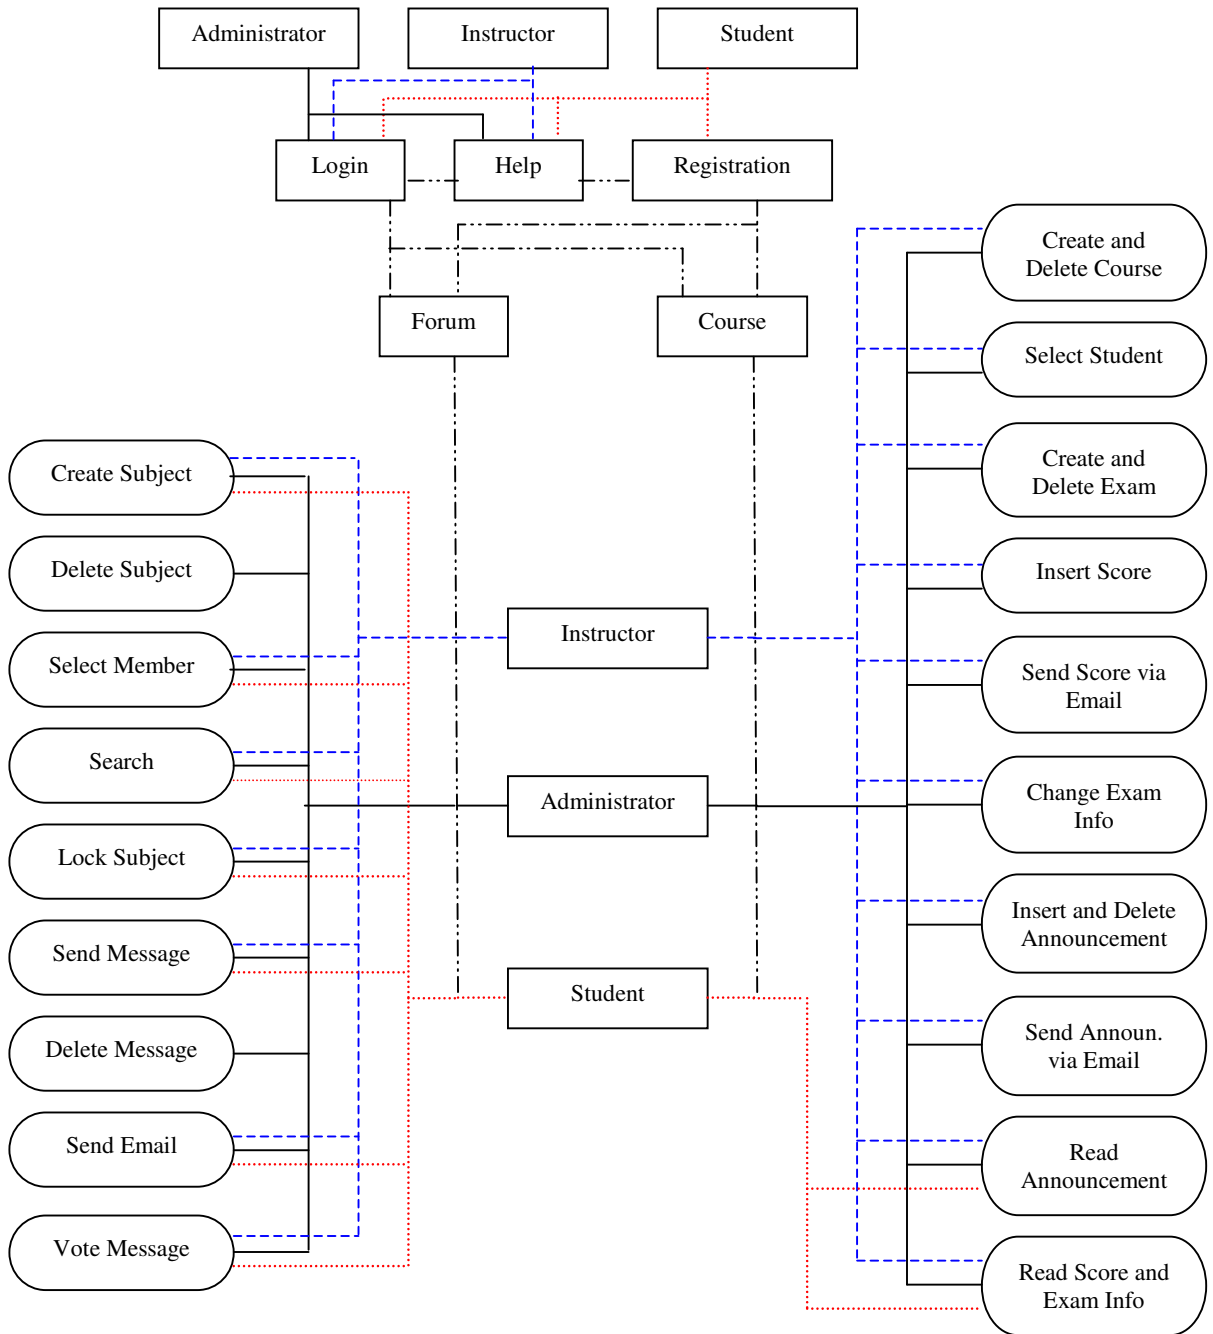 Administrator
Instructor
Student
Login
Help
Registration
Forum
Course
Create Subject
Delete Subject
Select Member
Search
Lock Subject
Send Message
Delete Message
Send Email
Vote Message
Instructor
Administrator
Student
Create and
Delete Course
Select Student
Create and
Delete Exam
Insert Score
Send Score via
Email
Change Exam
Info
Insert and Delete
Announcement
Send Announ.
via Email
Read
Announcement
Read Score and
Exam Info